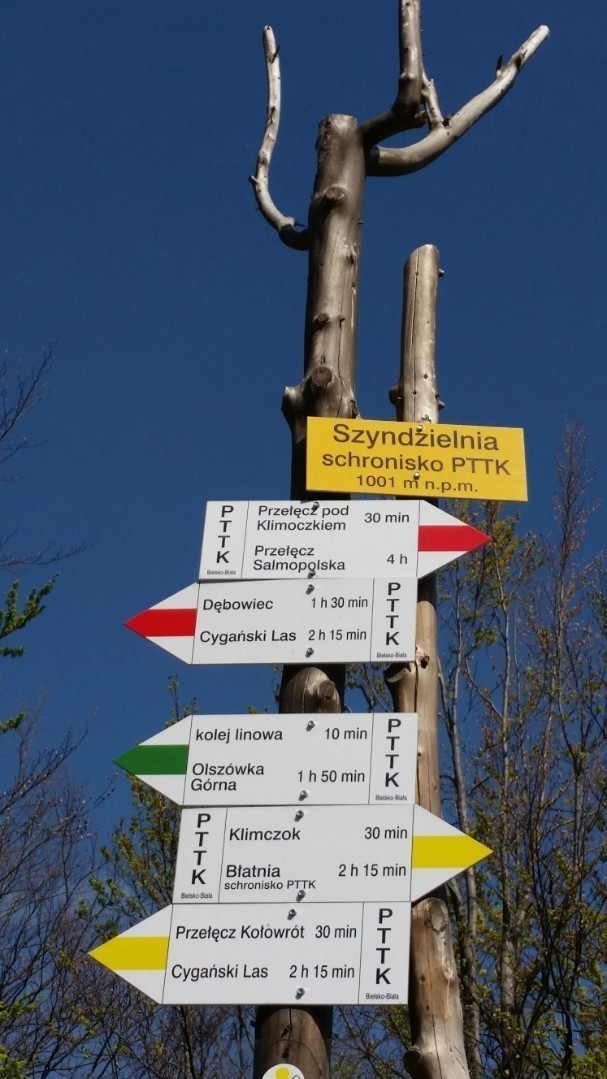 Szyndzielnia
schronisko PTTK
1001 m n.p.m.
PTTK
Bielsko-Biała
Przełęcz pod Klimoczkiem 30 min
Przełęcz Salmopolska 4 h
Dębowiec 1 h 30 min
Cygański Las 2 h 15 min
PTTK
Bielsko-Biała
kolej linowa 10 min
Olszówka Górna 1 h 50 min
PTTK
Bielsko-Biała
PTTK
Bielsko-Biała
Klimczok 30 min
Błatnia 2 h 15 min
schronisko PTTK
Przełęcz Kołowrót 30 min
Cygański Las 2 h 15 min
PTTK
Bielsko-Biała